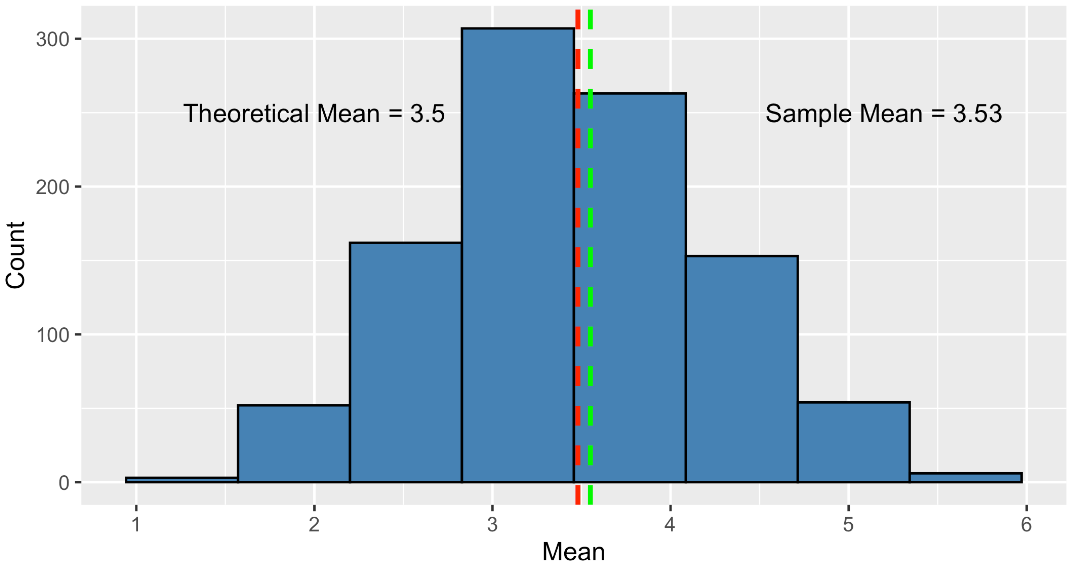 300
Theoretical Mean = 3.5
Sample Mean = 3.53
200
Count
100
0
1 2 3 4 5 6
Mean